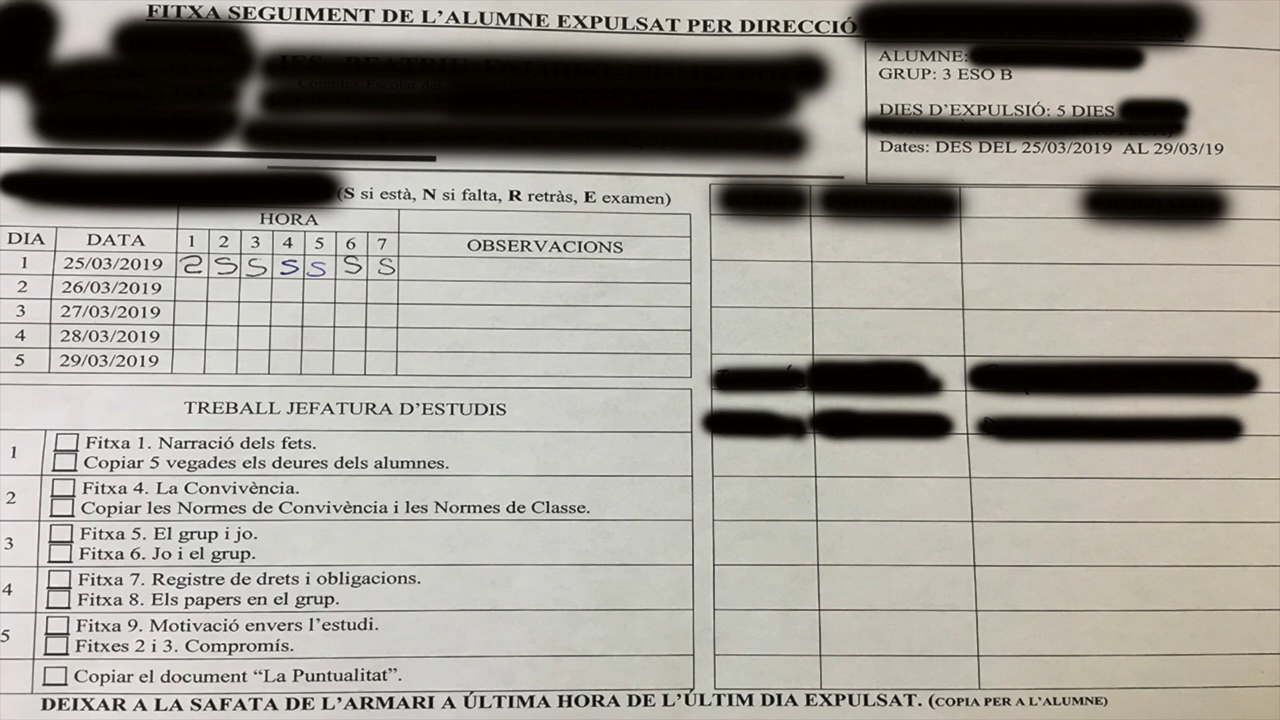 FITXA SEGUIMENT DE L'ALUMNE EXPULSAT PER DIRECCIÓ
Complex Escolar
ALUMNE:
GRUP: 3 ESO B
DIES D'EXPULSIÓ: 5 DIES
Dates: DES DEL 25/03/2019 AL 29/03/19
(S si està, N si falta, R retràs, E examen)
HORA
DIA DATA 1 2 3 4 5 6 7 OBSERVACIONS
1 25/03/2019 S S S S S S S
2 26/03/2019
3 27/03/2019
4 28/03/2019
5 29/03/2019
TREBALL JEFATURA D'ESTUDIS
1 Fitxa 1. Narració dels fets.
Copiar 5 vegades els deures dels alumnes.
2 Fitxa 4. La Convivència.
Copiar les Normes de Convivència i les Normes de Classe.
3 Fitxa 5. El grup i jo.
Fitxa 6. Jo i el grup.
4 Fitxa 7. Registre de drets i obligacions.
Fitxa 8. Els papers en el grup.
5 Fitxa 9. Motivació envers l'estudi.
Fitxes 2 i 3. Compromís.
Copiar el document “La Puntualitat”.
DEIXAR A LA SAFATA DE L'ARMARI A ÚLTIMA HORA DE L'ÚLTIM DIA EXPULSAT. (COPIA PER A L'ALUMNE)